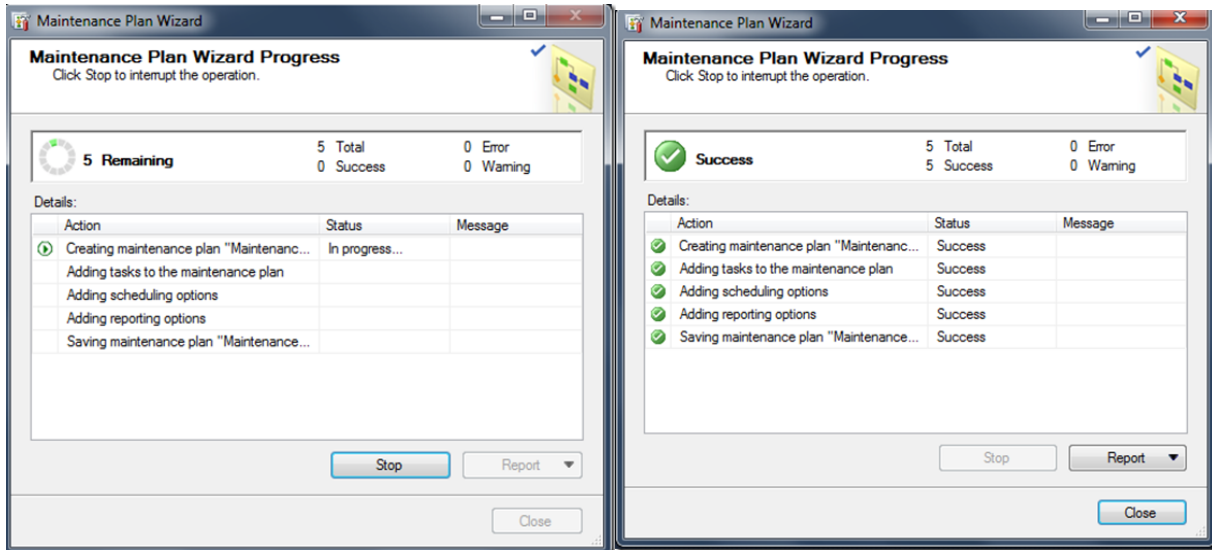 Maintenance Plan Wizard
Maintenance Plan Wizard Progress
Click Stop to interrupt the operation.
5 Remaining
5 Total
0 Error
0 Success
0 Warning
Details:
Action Status Message
Creating maintenance plan "Maintenanc... In progress...
Adding tasks to the maintenance plan
Adding scheduling options
Adding reporting options
Saving maintenance plan "Maintenance...
Stop
Report
Close
Maintenance Plan Wizard
Maintenance Plan Wizard Progress
Click Stop to interrupt the operation.
Success
5 Total
0 Error
5 Success
0 Warning
Details:
Action Status Message
Creating maintenance plan "Maintenanc... Success
Adding tasks to the maintenance plan Success
Adding scheduling options Success
Adding reporting options Success
Saving maintenance plan "Maintenance... Success
Stop
Report
Close